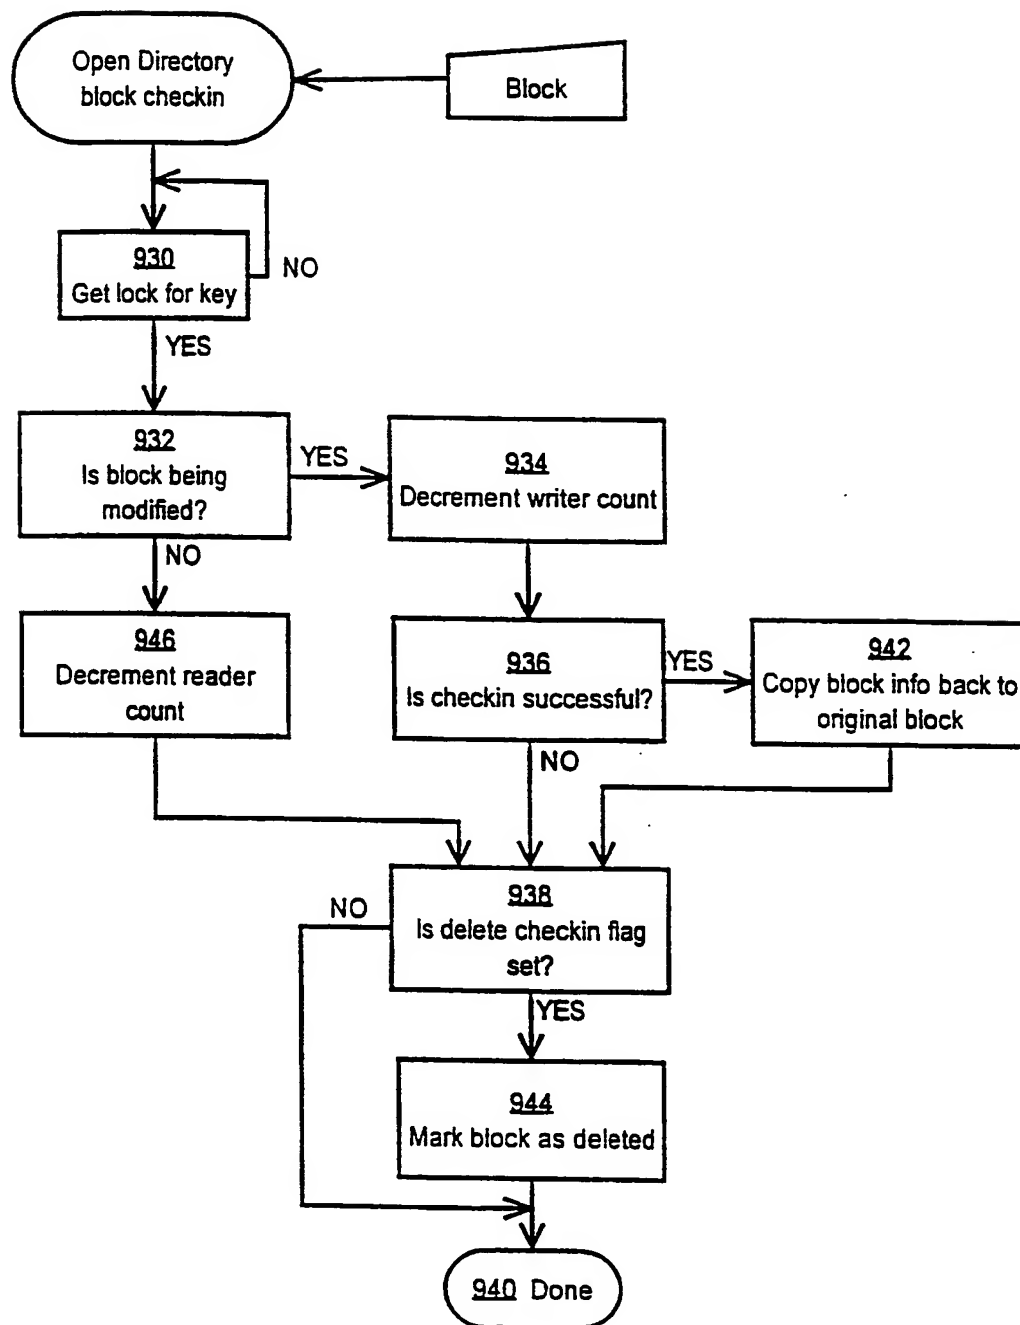 Open Directory
block checkin
Block
930
Get lock for key
NO
YES
932
Is block being
modified?
YES
934
Decrement writer count
NO
946
Decrement reader
count
936
Is checkin successful?
YES
942
Copy block info back to
original block
NO
938
Is delete checkin flag
set?
NO
YES
944
Mark block as deleted
940 Done